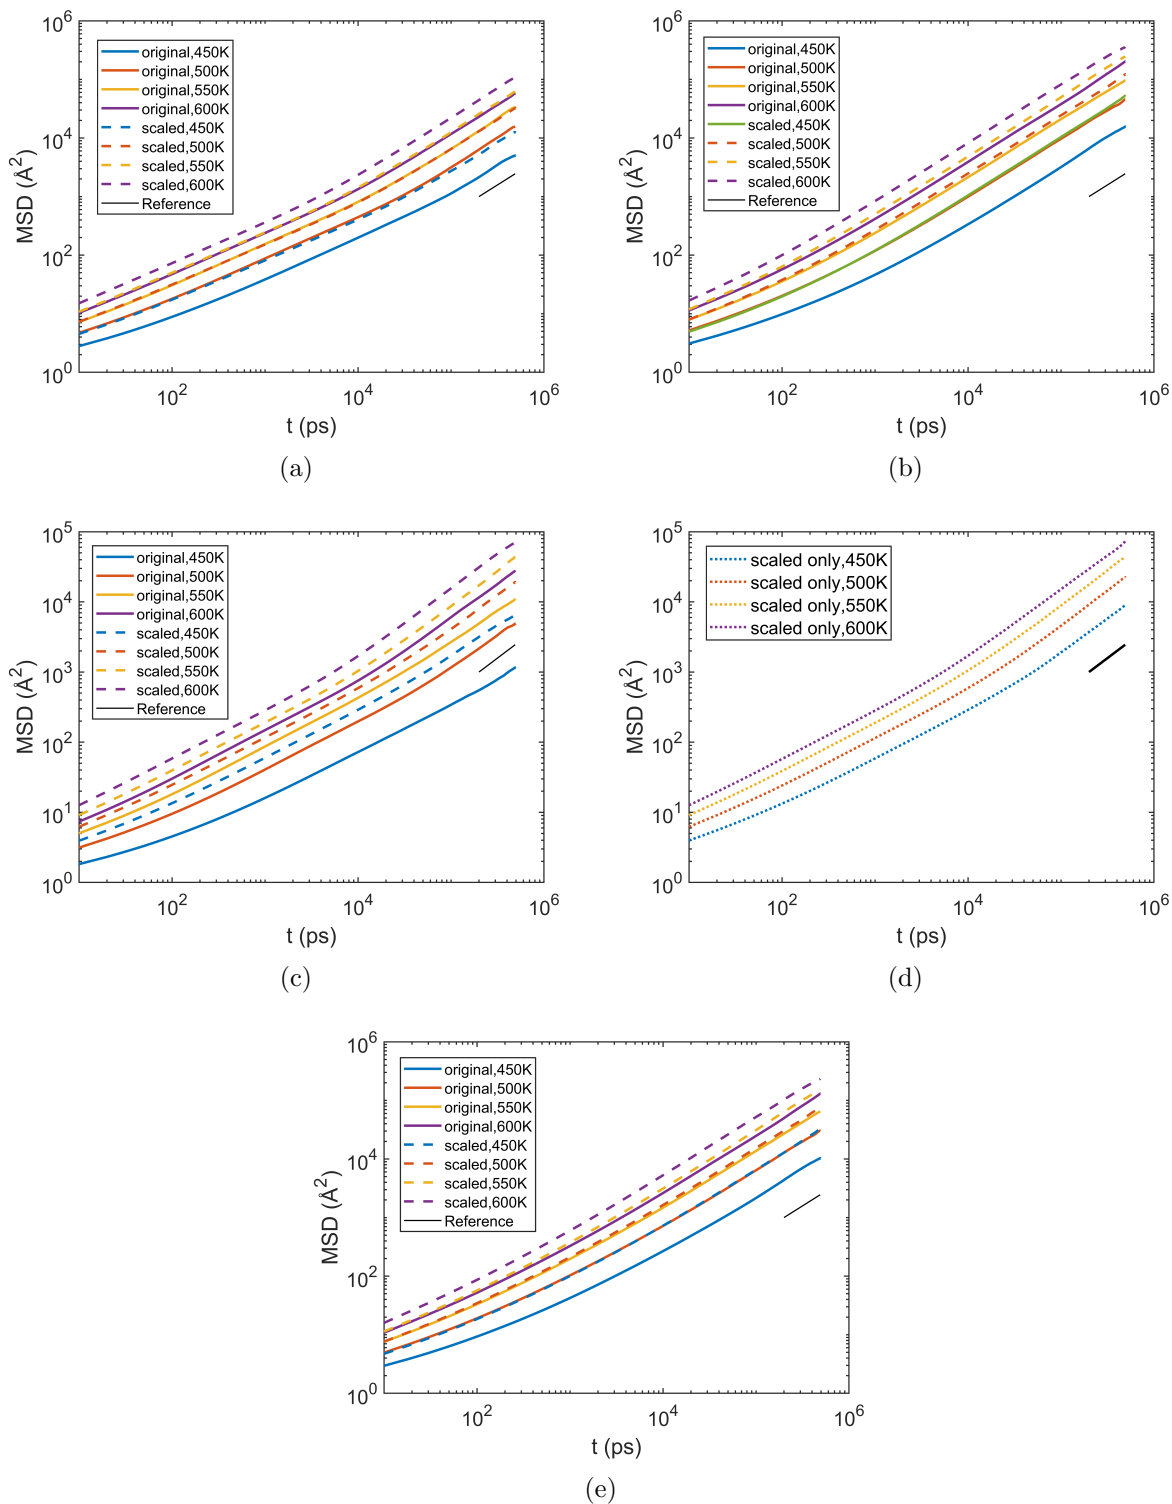 10^6
10^4
10^2
10^0
MSD (Å^2)
original,450K
original,500K
original,550K
original,600K
scaled,450K
scaled,500K
scaled,550K
scaled,600K
Reference
10^2
10^4
10^6
t (ps)
(a)
10^6
10^4
10^2
10^0
MSD (Å^2)
original,450K
original,500K
original,550K
original,600K
scaled,450K
scaled,500K
scaled,550K
scaled,600K
Reference
10^2
10^4
10^6
t (ps)
(b)
10^5
10^4
10^3
10^2
10^1
10^0
MSD (Å^2)
original,450K
original,500K
original,550K
original,600K
scaled,450K
scaled,500K
scaled,550K
scaled,600K
Reference
10^2
10^4
10^6
t (ps)
(c)
10^5
10^4
10^3
10^2
10^1
10^0
MSD (Å^2)
scaled only,450K
scaled only,500K
scaled only,550K
scaled only,600K
10^2
10^4
10^6
t (ps)
(d)
10^6
10^4
10^2
10^0
MSD (Å^2)
original,450K
original,500K
original,550K
original,600K
scaled,450K
scaled,500K
scaled,550K
scaled,600K
Reference
10^2
10^4
10^6
t (ps)
(e)